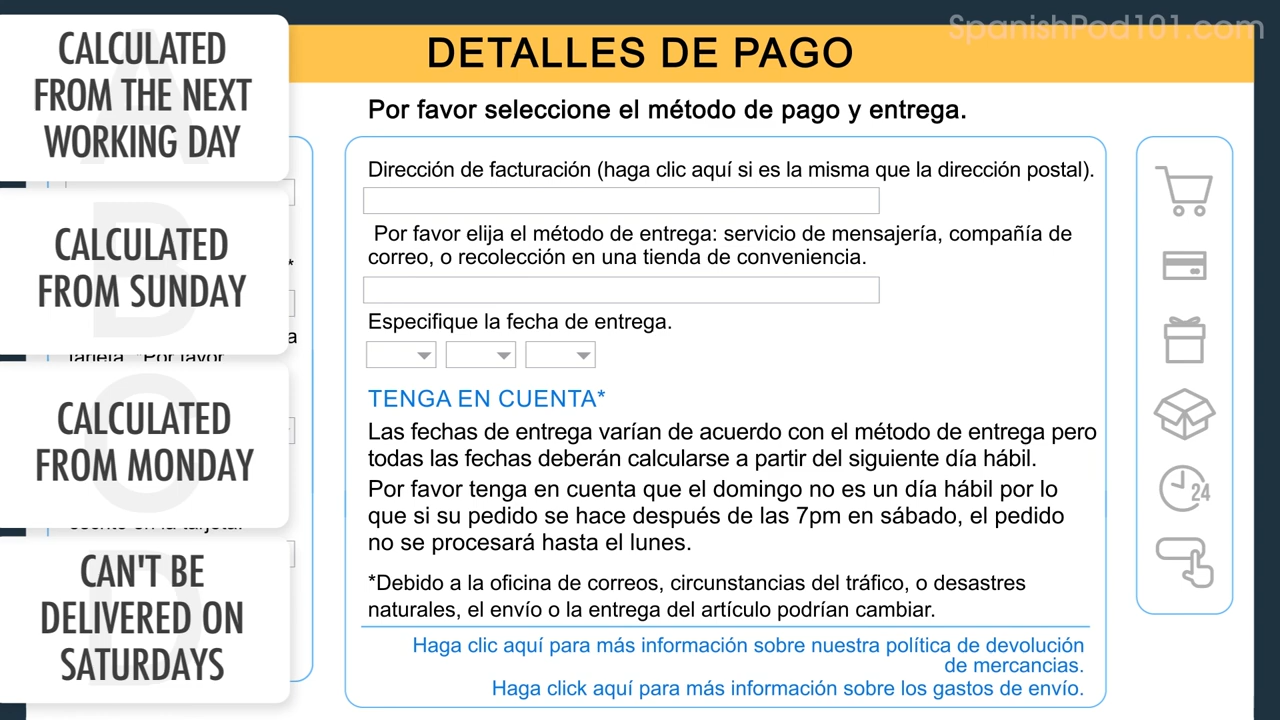 SpanishPod101.com
CALCULATED
FROM THE NEXT
WORKING DAY
CALCULATED
FROM SUNDAY
CALCULATED
FROM MONDAY
CAN'T BE
DELIVERED ON
SATURDAYS
A
B
C
D
*
a
tarjeta. *Por favor
escrito en la tarjeta.
DETALLES DE PAGO
Por favor seleccione el método de pago y entrega.
Dirección de facturación (haga clic aquí si es la misma que la dirección postal).
Por favor elija el método de entrega: servicio de mensajería, compañía de
correo, o recolección en una tienda de conveniencia.
Especifique la fecha de entrega.
TENGA EN CUENTA*
Las fechas de entrega varían de acuerdo con el método de entrega pero
todas las fechas deberán calcularse a partir del siguiente día hábil.
Por favor tenga en cuenta que el domingo no es un día hábil por lo
que si su pedido se hace después de las 7pm en sábado, el pedido
no se procesará hasta el lunes.
*Debido a la oficina de correos, circunstancias del tráfico, o desastres
naturales, el envío o la entrega del artículo podrían cambiar.
Haga clic aquí para más información sobre nuestra política de devolución
de mercancias.
Haga click aquí para más información sobre los gastos de envío.
24